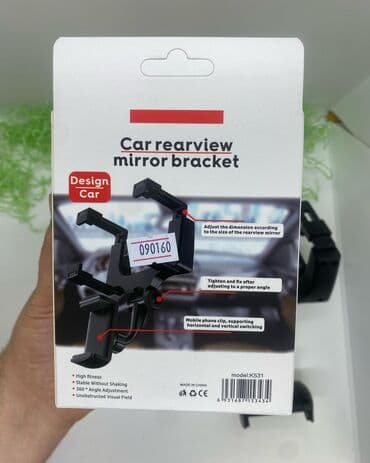 Car rearview
mirror bracket
Design
Car
090160
Adjust the dimension according
to the size of the rearview mirror
Tighten and fix after
adjusting to a proper angle
Mobile phone clip, supporting
horizontal and vertical switching
• High fitness
• Stable Without Shaking
• 360° Angle Adjustment
• Unobstructed Visual Field
MADE IN CHINA
CE
model:K531